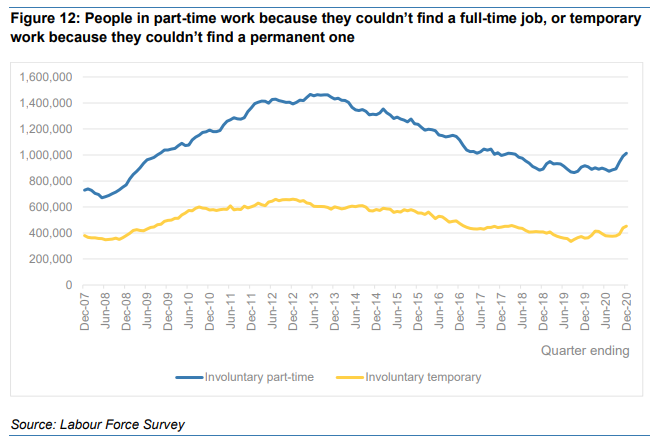 Figure 12: People in part-time work because they couldn’t find a full-time job, or temporary
work because they couldn’t find a permanent one
1,600,000
1,400,000
1,200,000
1,000,000
800,000
600,000
400,000
200,000
0
Dec-07
Jun-08
Dec-08
Jun-09
Dec-09
Jun-10
Dec-10
Jun-11
Dec-11
Jun-12
Dec-12
Jun-13
Dec-13
Jun-14
Dec-14
Jun-15
Dec-15
Jun-16
Dec-16
Jun-17
Dec-17
Jun-18
Dec-18
Jun-19
Dec-19
Jun-20
Dec-20
Quarter ending
Involuntary part-time
Involuntary temporary
Source: Labour Force Survey